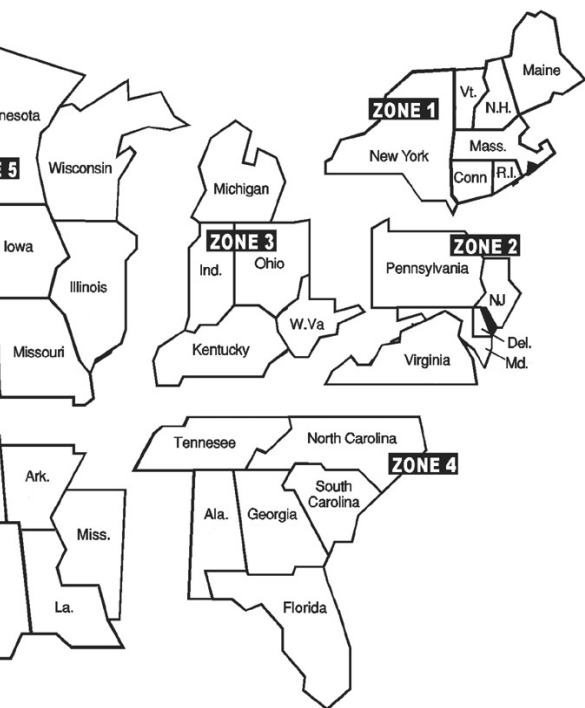 Maine
Vt.
N.H.
ZONE 1
nesota
Mass.
New York
Wisconsin
E 5
Conn
R.I.
Michigan
ZONE 3
ZONE 2
Iowa
Ind.
Ohio
Pennsylvania
Illinois
NJ
W.Va
Del.
Missouri
Kentucky
Virginia
Md.
Tennesee
North Carolina
ZONE 4
Ark.
South
Carolina
Ala.
Georgia
Miss.
La.
Florida